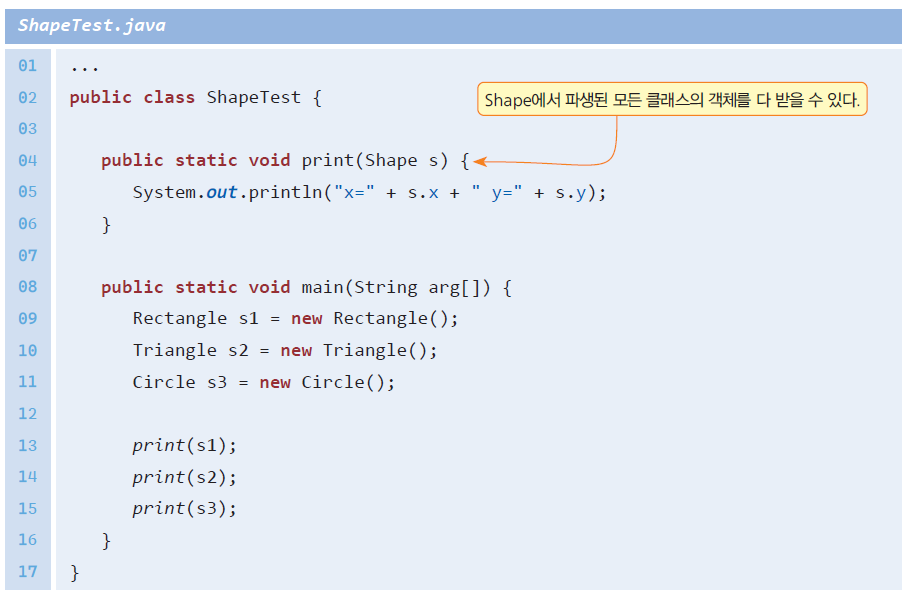 ShapeTest.java
01 ...
02 public class ShapeTest {
Shape에서 파생된 모든 클래스의 객체를 다 받을 수 있다.
03
04 public static void print(Shape s) {
05 System.out.println("x=" + s.x + " y=" + s.y);
06 }
07
08 public static void main(String arg[]) {
09 Rectangle s1 = new Rectangle();
10 Triangle s2 = new Triangle();
11 Circle s3 = new Circle();
12
13 print(s1);
14 print(s2);
15 print(s3);
16 }
17 }